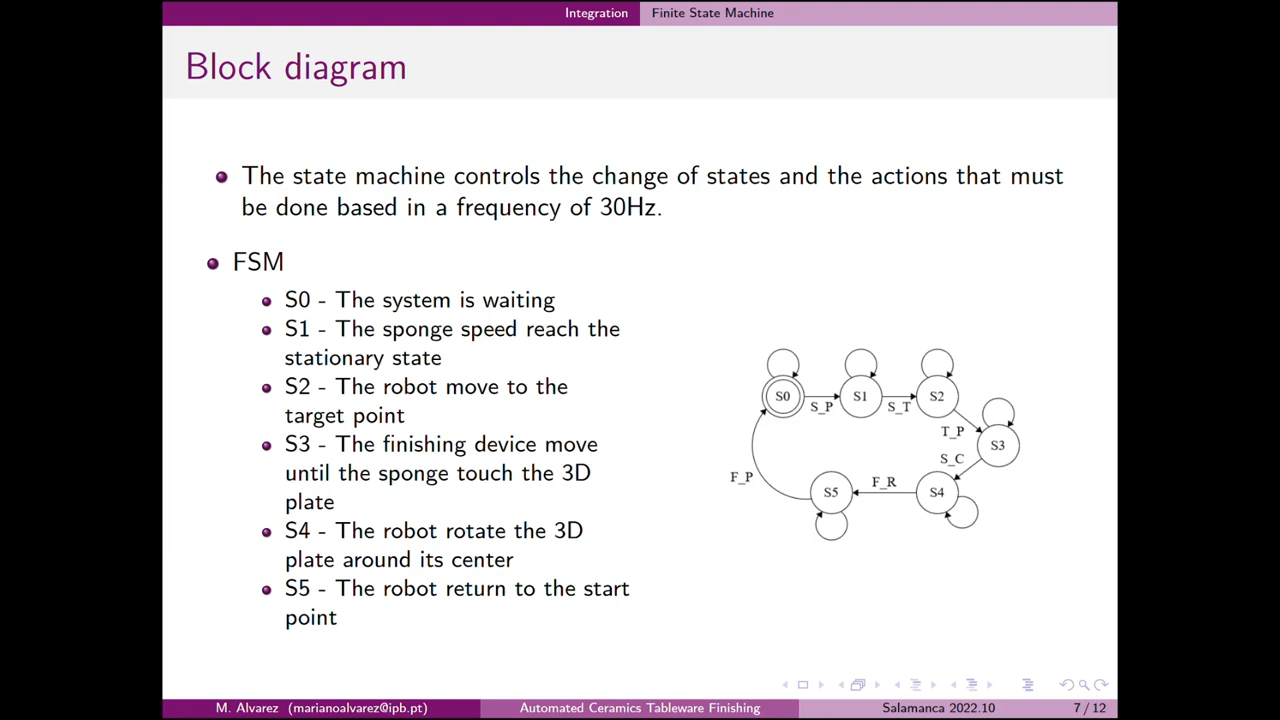 Integration Finite State Machine
Block diagram
The state machine controls the change of states and the actions that must
be done based in a frequency of 30Hz.
FSM
S0 - The system is waiting
S1 - The sponge speed reach the
stationary state
S2 - The robot move to the
target point
S3 - The finishing device move
until the sponge touch the 3D
plate
S4 - The robot rotate the 3D
plate around its center
S5 - The robot return to the start
point
S0
S_P
S1
S_T
S2
T_P
S3
S_C
S4
F_R
S5
F_P
M. Alvarez (marianoalvarez@ipb.pt) Automated Ceramics Tableware Finishing Salamanca 2022.10 7 / 12